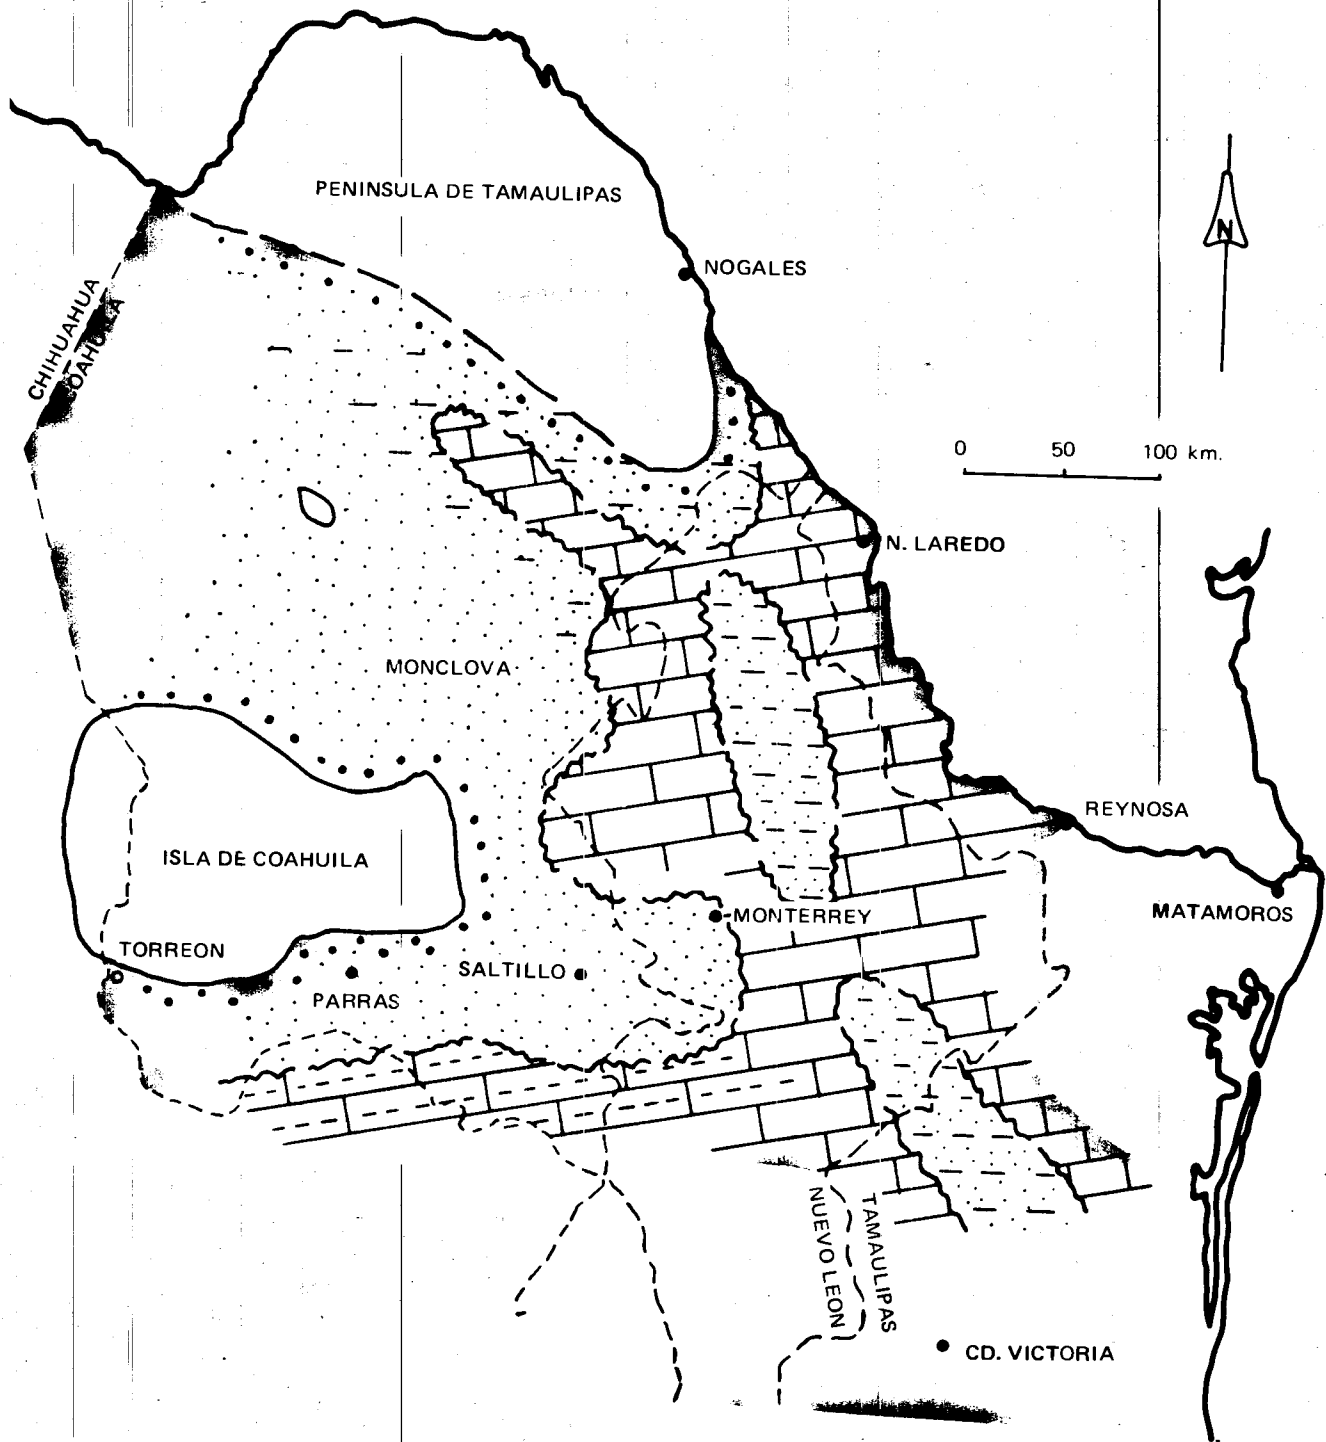 PENINSULA DE TAMAULIPAS
N
NOGALES
CHIHUAHUA
COAHUILA
0 50 100 km.
N. LAREDO
MONCLOVA
REYNOSA
ISLA DE COAHUILA
MATAMOROS
MONTERREY
TORREON
SALTILLO
PARRAS
NUEVO LEON
TAMAULIPAS
CD. VICTORIA